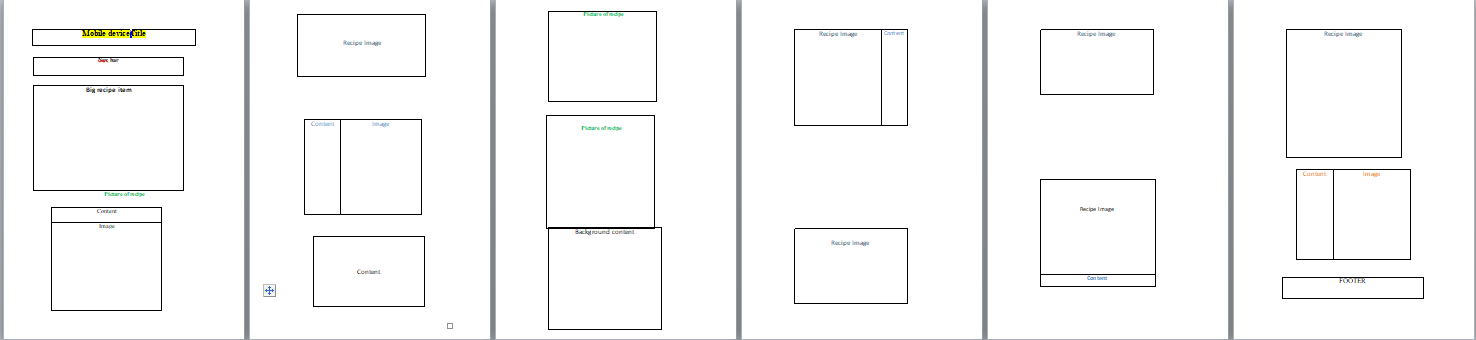 Mobile device Title
Nav bar
Big recipe item
Picture of recipe
Content
Image
Recipe Image
Content
Image
Content
Picture of recipe
Picture of recipe
Background content
Recipe Image
Content
Recipe Image
Recipe Image
Recipe Image
Content
Recipe Image
Content
Image
FOOTER